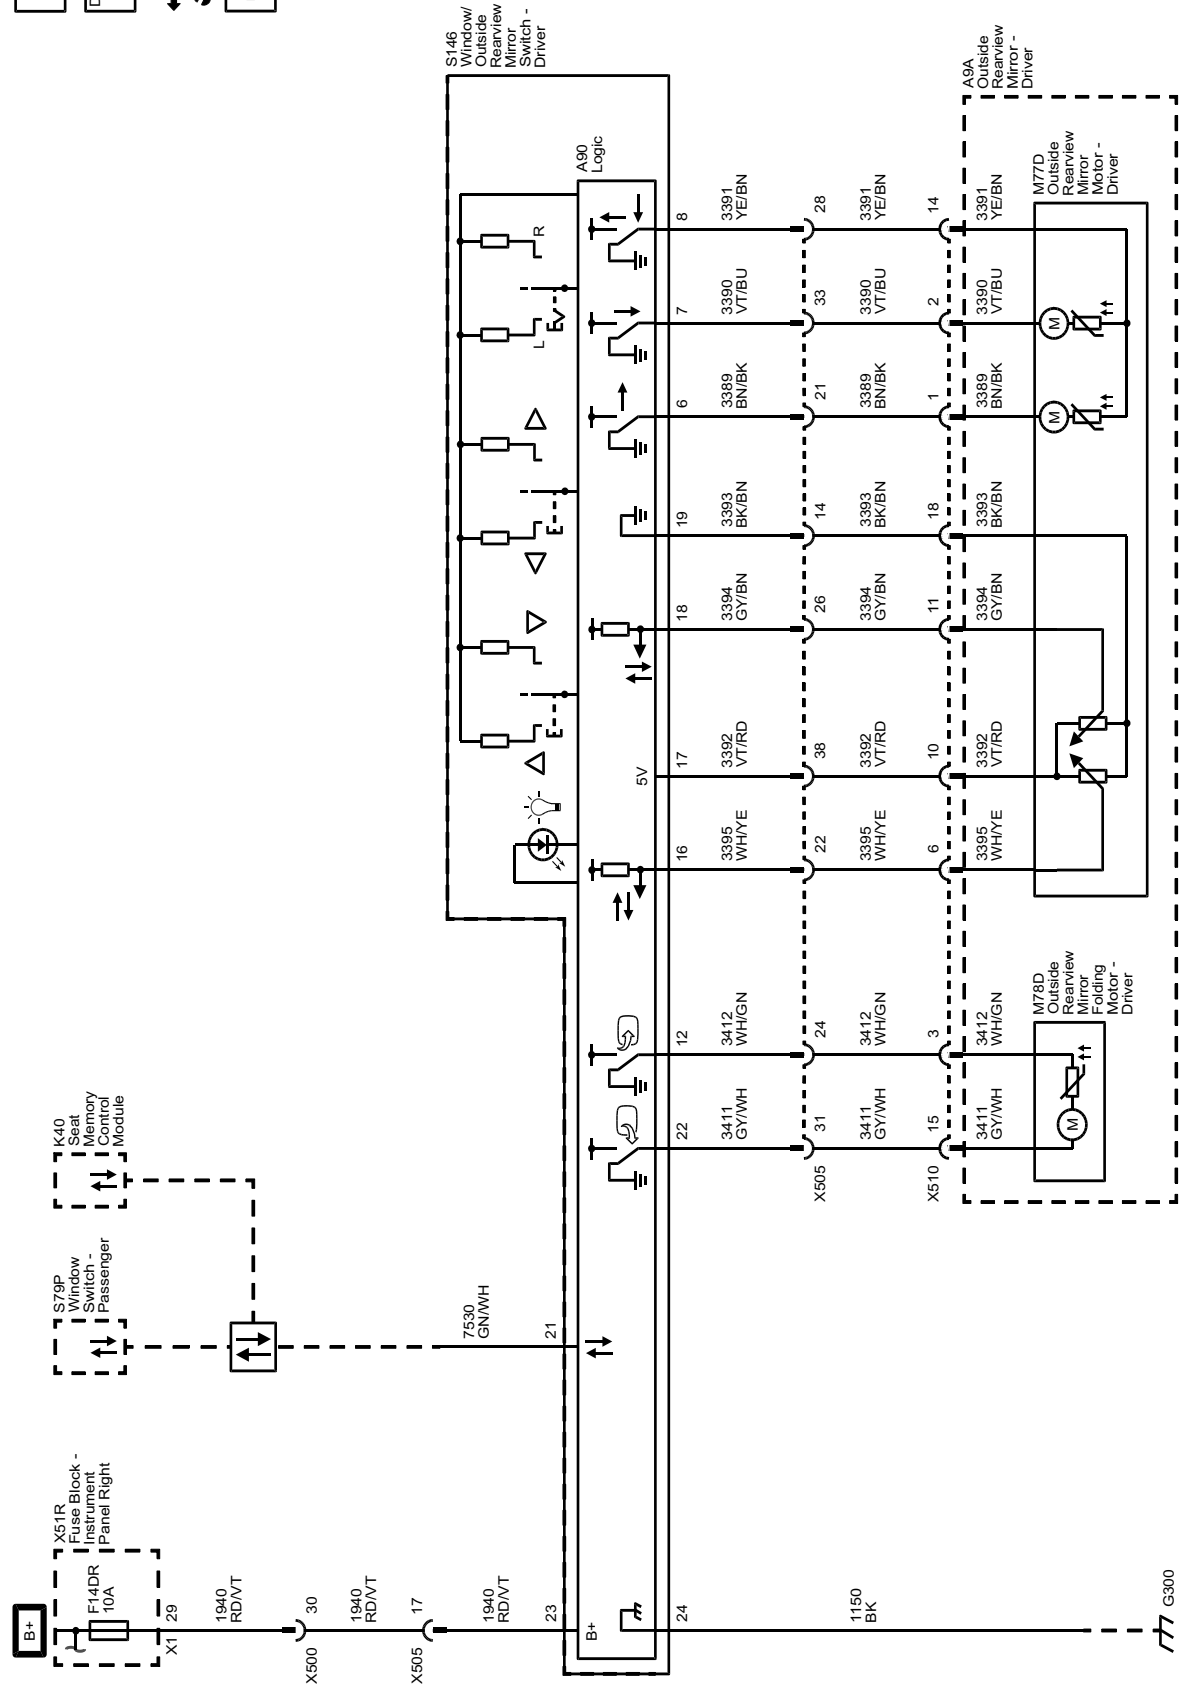 D
S146
Window/
Outside
Rearview
Mirror
Switch -
Driver
A90
Logic
R
L
5V
B+
8
7
6
19
18
17
16
12
22
21
23
24
3391
YE/BN
3390
VT/BU
3389
BN/BK
3393
BK/BN
3394
GY/BN
3392
VT/RD
3395
WH/YE
3412
WH/GN
3411
GY/WH
28
33
21
14
26
38
22
24
31
X505
3391
YE/BN
3390
VT/BU
3389
BN/BK
3393
BK/BN
3394
GY/BN
3392
VT/RD
3395
WH/YE
3412
WH/GN
3411
GY/WH
14
2
1
18
11
10
6
3
15
X510
3391
YE/BN
3390
VT/BU
3389
BN/BK
3393
BK/BN
3394
GY/BN
3392
VT/RD
3395
WH/YE
3412
WH/GN
3411
GY/WH
A9A
Outside
Rearview
Mirror -
Driver
M77D
Outside
Rearview
Mirror
Motor -
Driver
M
M
M78D
Outside
Rearview
Mirror
Folding
Motor -
Driver
M
K40
Seat
Memory
Control
Module
S79P
Window
Switch -
Passenger
7530
GN/WH
B+
X51R
Fuse Block -
Instrument
Panel Right
F14DR
10A
29
X1
1940
RD/VT
30
X500
1940
RD/VT
17
X505
1940
RD/VT
1150
BK
G300